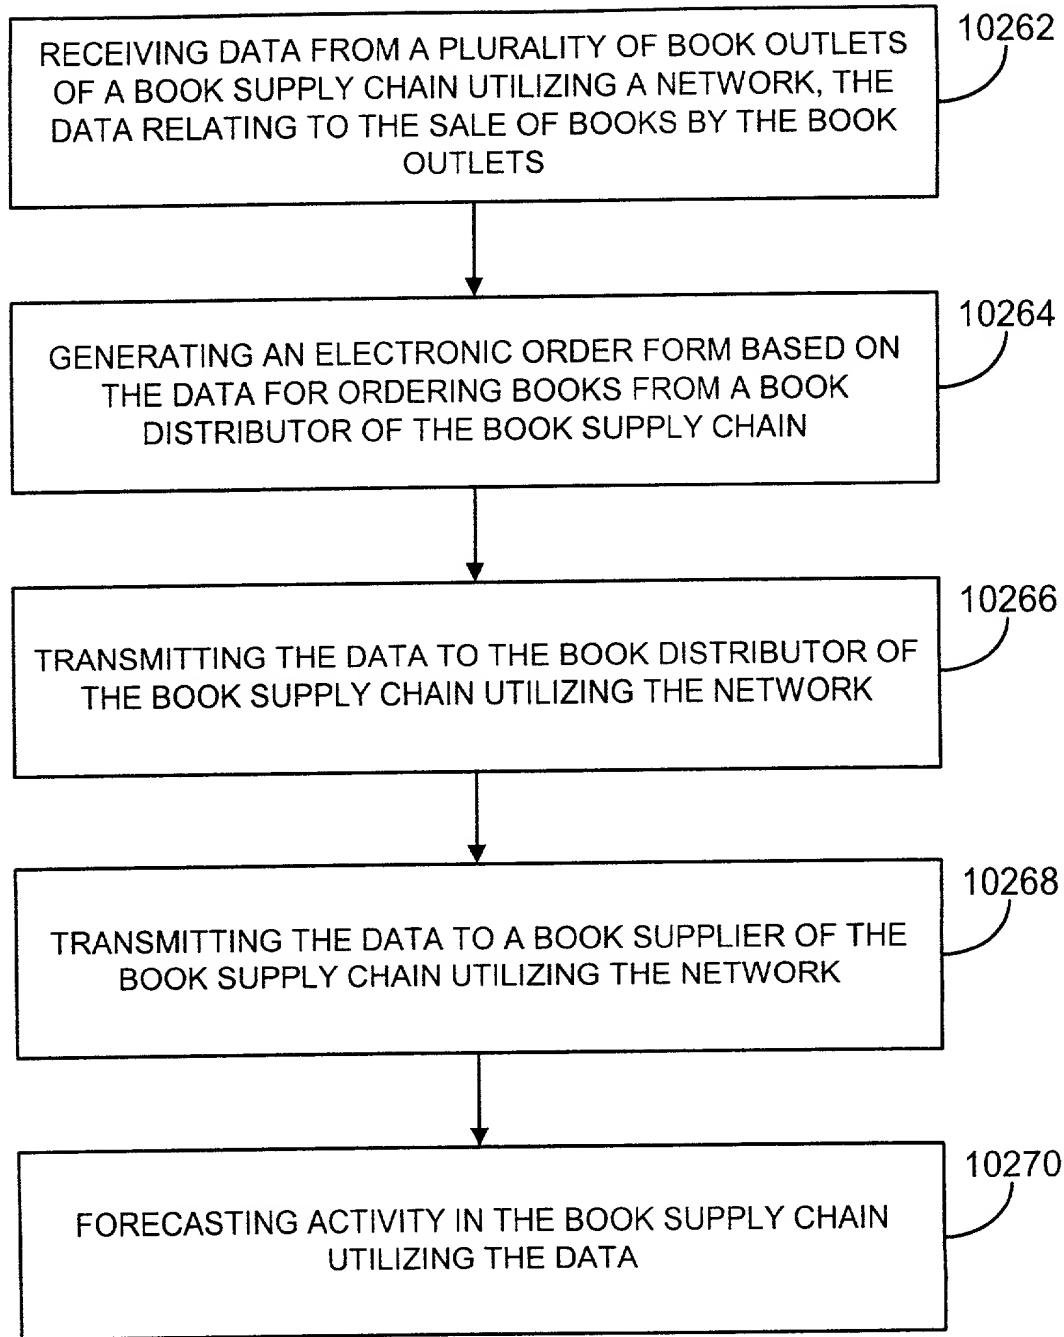 RECEIVING DATA FROM A PLURALITY OF BOOK OUTLETS
OF A BOOK SUPPLY CHAIN UTILIZING A NETWORK, THE
DATA RELATING TO THE SALE OF BOOKS BY THE BOOK
OUTLETS
10262
GENERATING AN ELECTRONIC ORDER FORM BASED ON
THE DATA FOR ORDERING BOOKS FROM A BOOK
DISTRIBUTOR OF THE BOOK SUPPLY CHAIN
10264
TRANSMITTING THE DATA TO THE BOOK DISTRIBUTOR OF
THE BOOK SUPPLY CHAIN UTILIZING THE NETWORK
10266
TRANSMITTING THE DATA TO A BOOK SUPPLIER OF THE
BOOK SUPPLY CHAIN UTILIZING THE NETWORK
10268
FORECASTING ACTIVITY IN THE BOOK SUPPLY CHAIN
UTILIZING THE DATA
10270